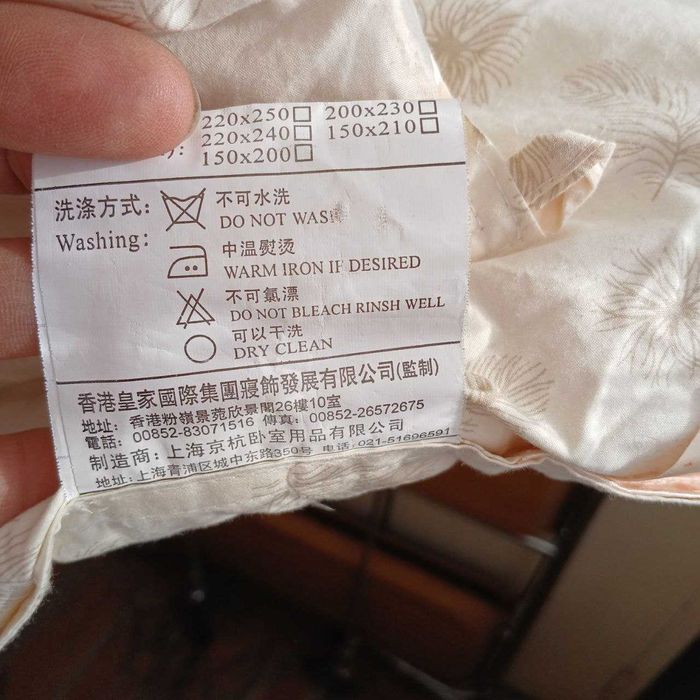 220x250□ 200x230□
): 220x240□ 150x210□
150x200□
洗涤方式: 不可水洗
Washing: DO NOT WASH
中温熨烫
WARM IRON IF DESIRED
不可氯漂
DO NOT BLEACH RINSH WELL
可以干洗
DRY CLEAN
香港皇家國際集團寢飾發展有限公司(監制)
地址: 香港粉嶺景苑欣景閣26樓10室
電話: 00852-83071516 傳真: 00852-26572675
制造商: 上海京杭卧室用品有限公司
地址: 上海青浦区城中东路350号 电话: 021-51696591